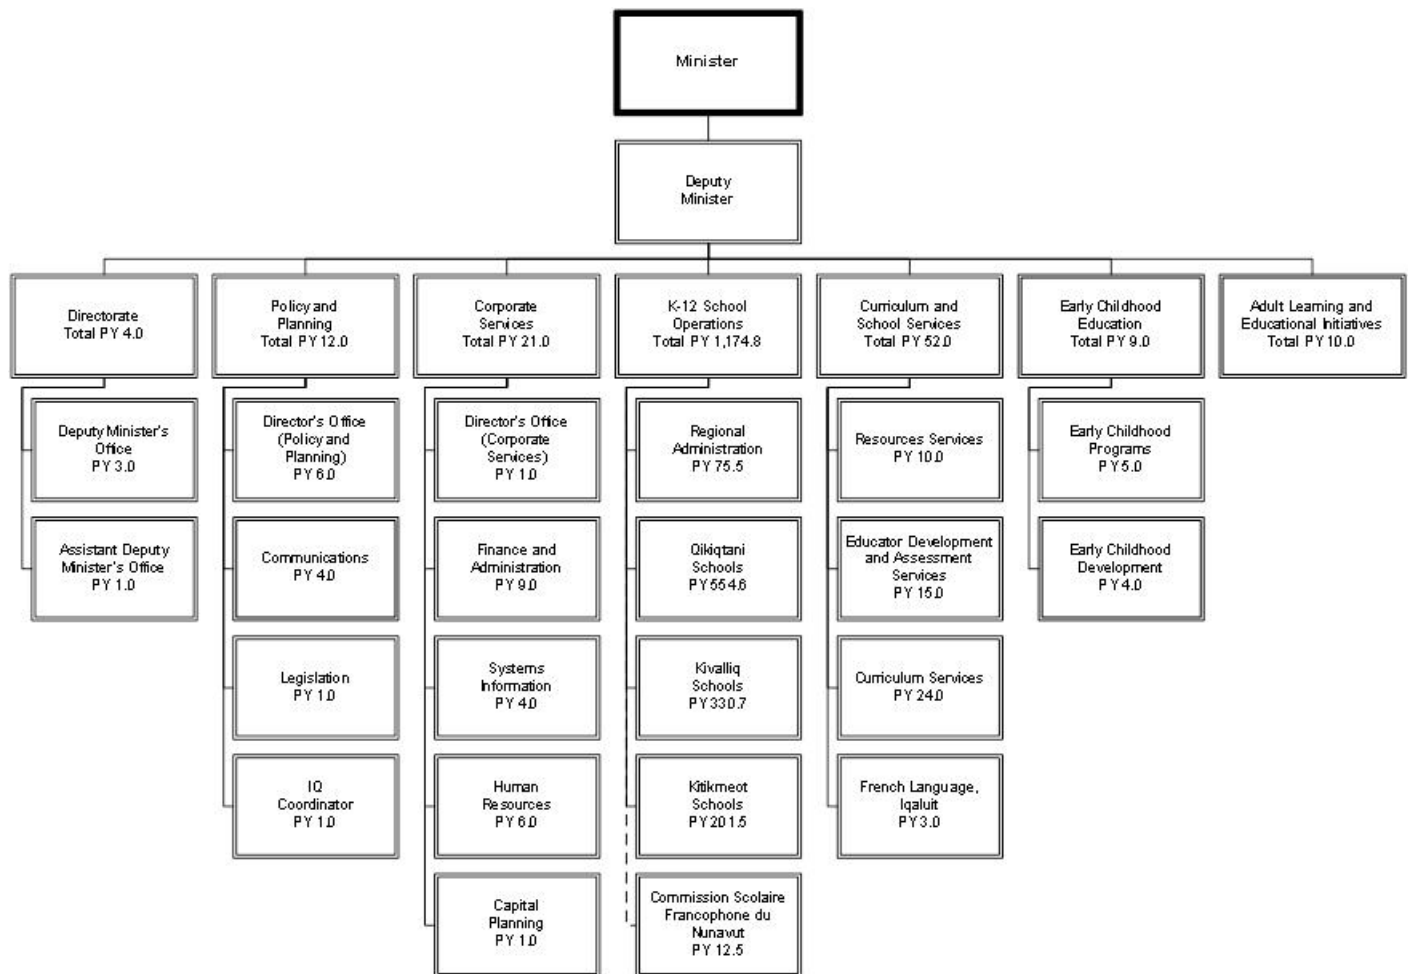 Minister
Deputy
Minister
Directorate
Total PY 4.0
Policy and
Planning
Total PY 12.0
Corporate
Services
Total PY 21.0
K-12 School
Operations
Total PY 1,174.8
Curriculum and
School Services
Total PY 52.0
Early Childhood
Education
Total PY 9.0
Adult Learning and
Educational Initiatives
Total PY 10.0
Deputy Minister's
Office
PY 3.0
Assistant Deputy
Minister's Office
PY 1.0
Director's Office
(Policy and
Planning)
PY 6.0
Communications
PY 4.0
Legislation
PY 1.0
IQ
Coordinator
PY 1.0
Director's Office
(Corporate
Services)
PY 1.0
Finance and
Administration
PY 9.0
Systems
Information
PY 4.0
Human
Resources
PY 6.0
Capital
Planning
PY 1.0
Regional
Administration
PY 75.5
Qikiqtani
Schools
PY 554.6
Kivalliq
Schools
PY 330.7
Kitikmeot
Schools
PY 201.5
Commission Scolaire
Francophone du
Nunavut
PY 12.5
Resources Services
PY 10.0
Educator Development
and Assessment
Services
PY 15.0
Curriculum Services
PY 24.0
French Language,
Iqaluit
PY 3.0
Early Childhood
Programs
PY 5.0
Early Childhood
Development
PY 4.0